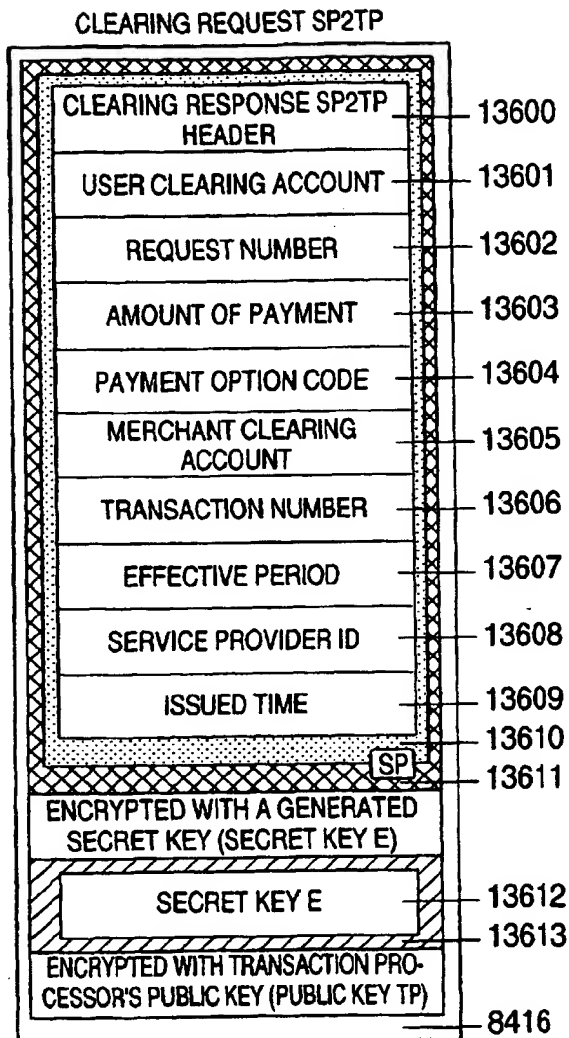 CLEARING REQUEST SP2TP
CLEARING RESPONSE SP2TP
HEADER
13600
USER CLEARING ACCOUNT
13601
REQUEST NUMBER
13602
AMOUNT OF PAYMENT
13603
PAYMENT OPTION CODE
13604
MERCHANT CLEARING
ACCOUNT
13605
TRANSACTION NUMBER
13606
EFFECTIVE PERIOD
13607
SERVICE PROVIDER ID
13608
ISSUED TIME
13609
13610
SP
13611
ENCRYPTED WITH A GENERATED
SECRET KEY (SECRET KEY E)
SECRET KEY E
13612
13613
ENCRYPTED WITH TRANSACTION PRO-
CESSOR'S PUBLIC KEY (PUBLIC KEY TP)
8416